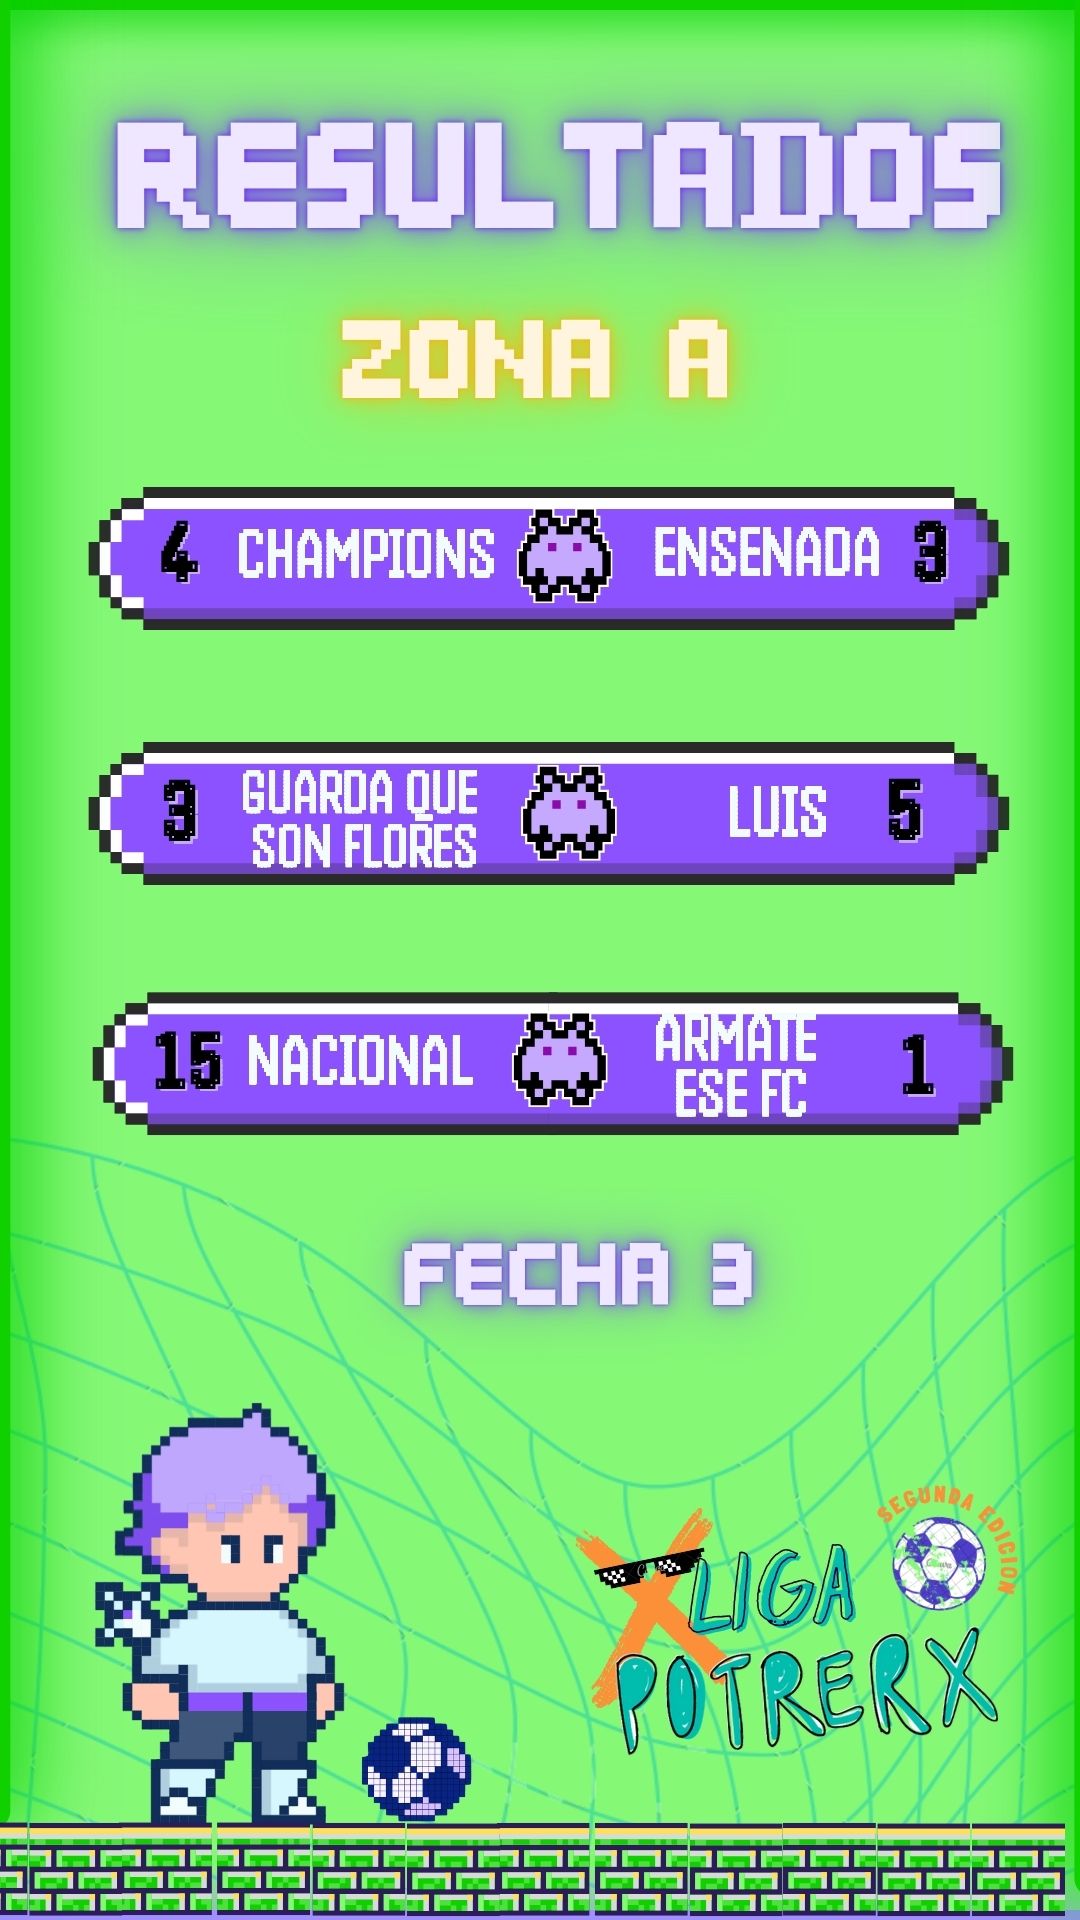 RESULTADOS
ZONA A
4 CHAMPIONS ENSENADA 3
3 GUARDA QUE
SON FLORES LUIS 5
15 NACIONAL ARMATE
ESE FC 1
FECHA 3
SEGUNDA EDICION
LIGA
POTRERX